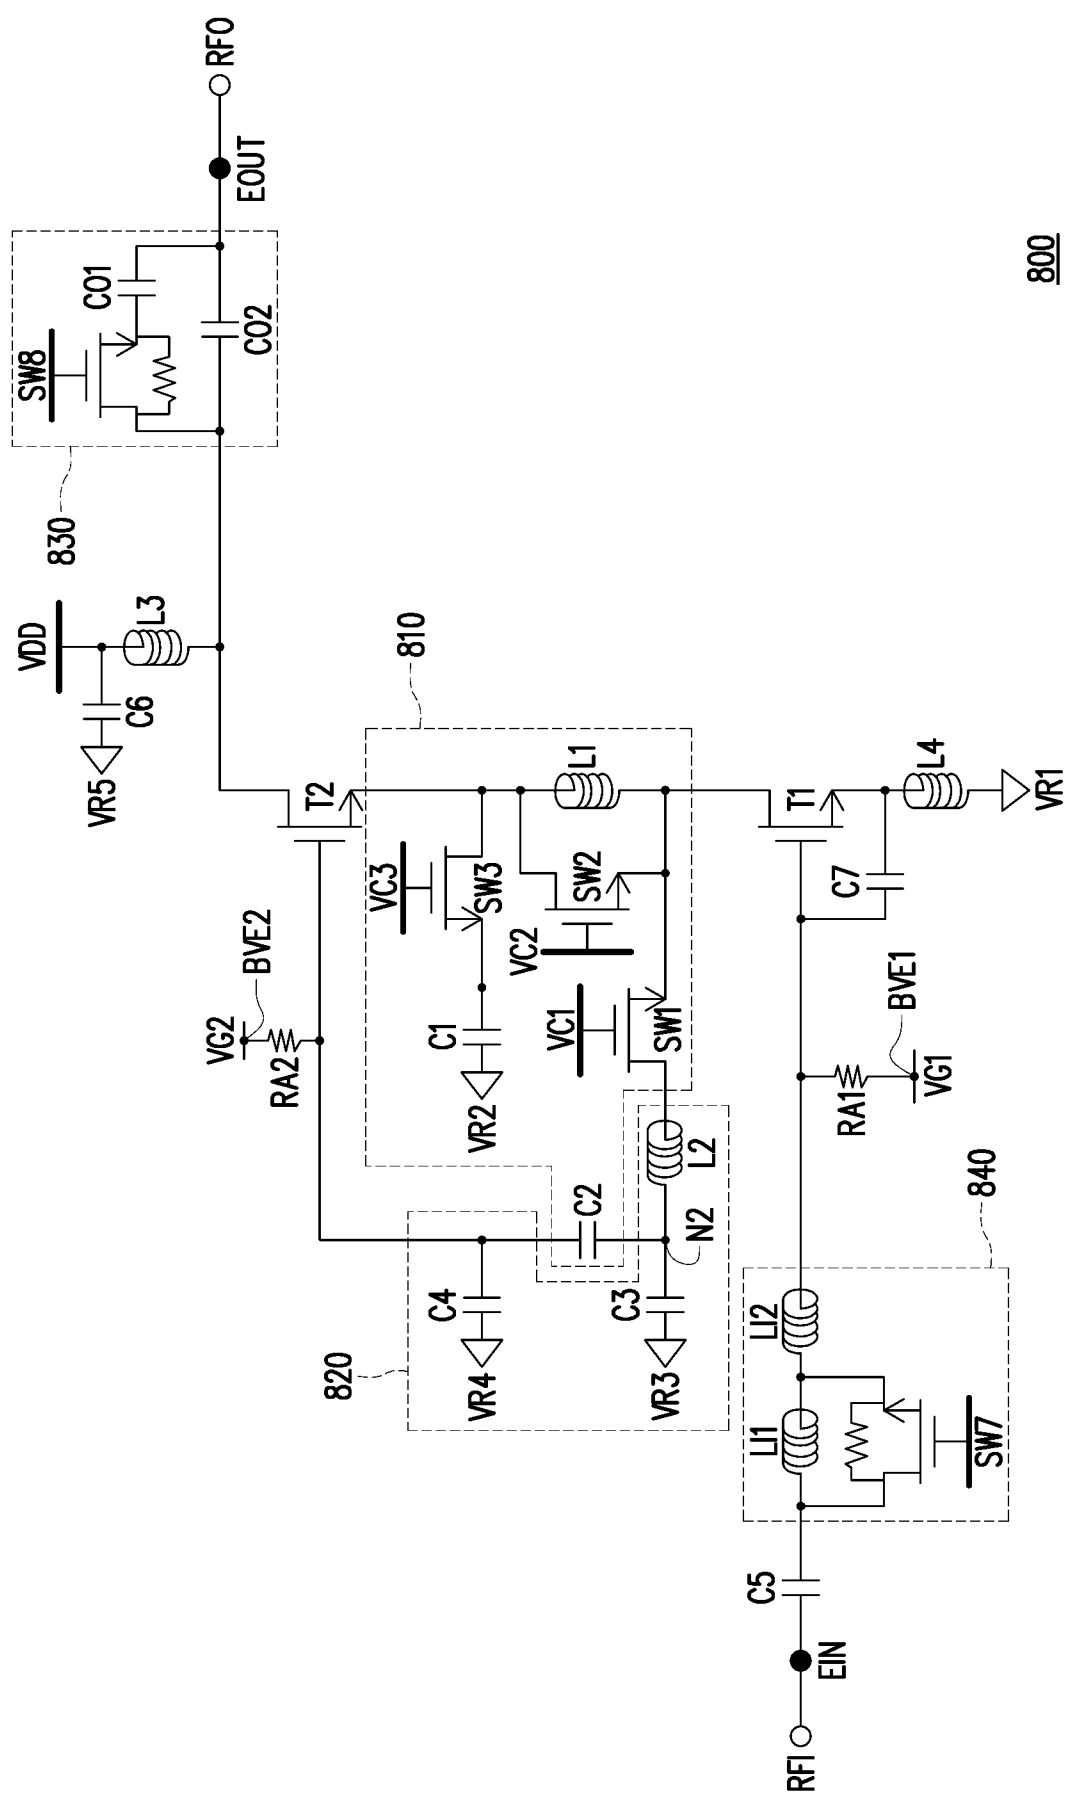 RFO
EOUT
CO1
CO2
SW8
830
VDD
L3
C6
VR5
800
810
T2
L1
VC3
SW3
SW2
VC2
VG2
BVE2
RA2
C1
VR2
VC1
SW1
T1
L4
VR1
C7
BVE1
VG1
RA1
L2
C2
N2
C4
VR4
C3
VR3
820
840
LI2
LI1
SW7
C5
EIN
RFI